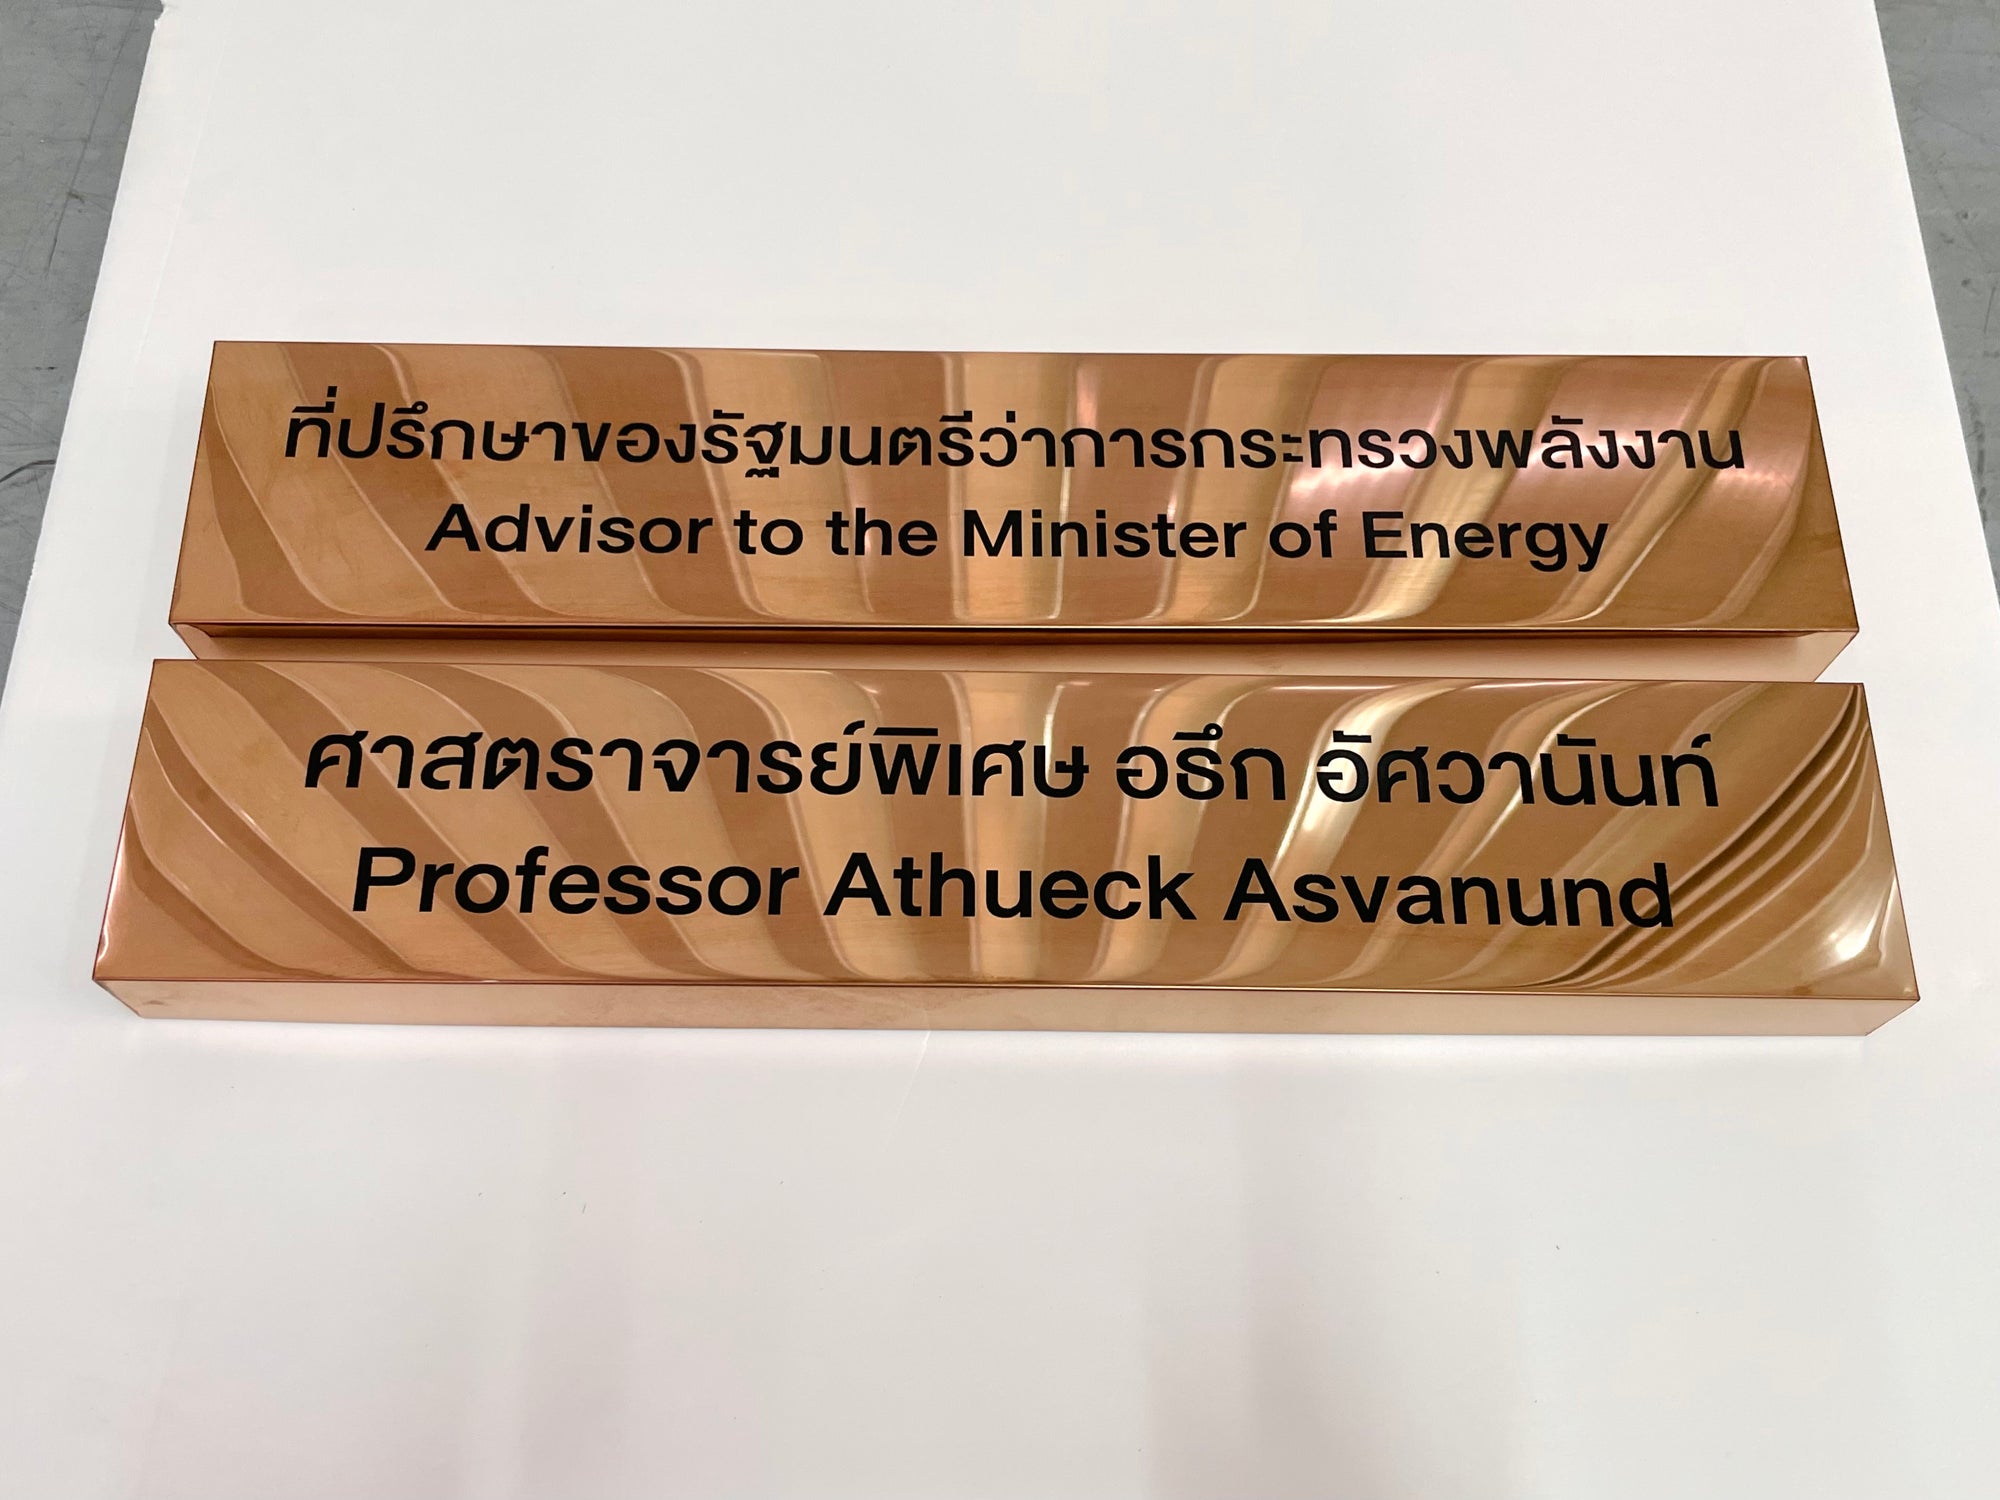 ที่ปรึกษาของรัฐมนตรีว่าการกระทรวงพลังงาน
Advisor to the Minister of Energy
ศาสตราจารย์พิเศษ อธึก อัศวานันท์
Professor Athueck Asvanund